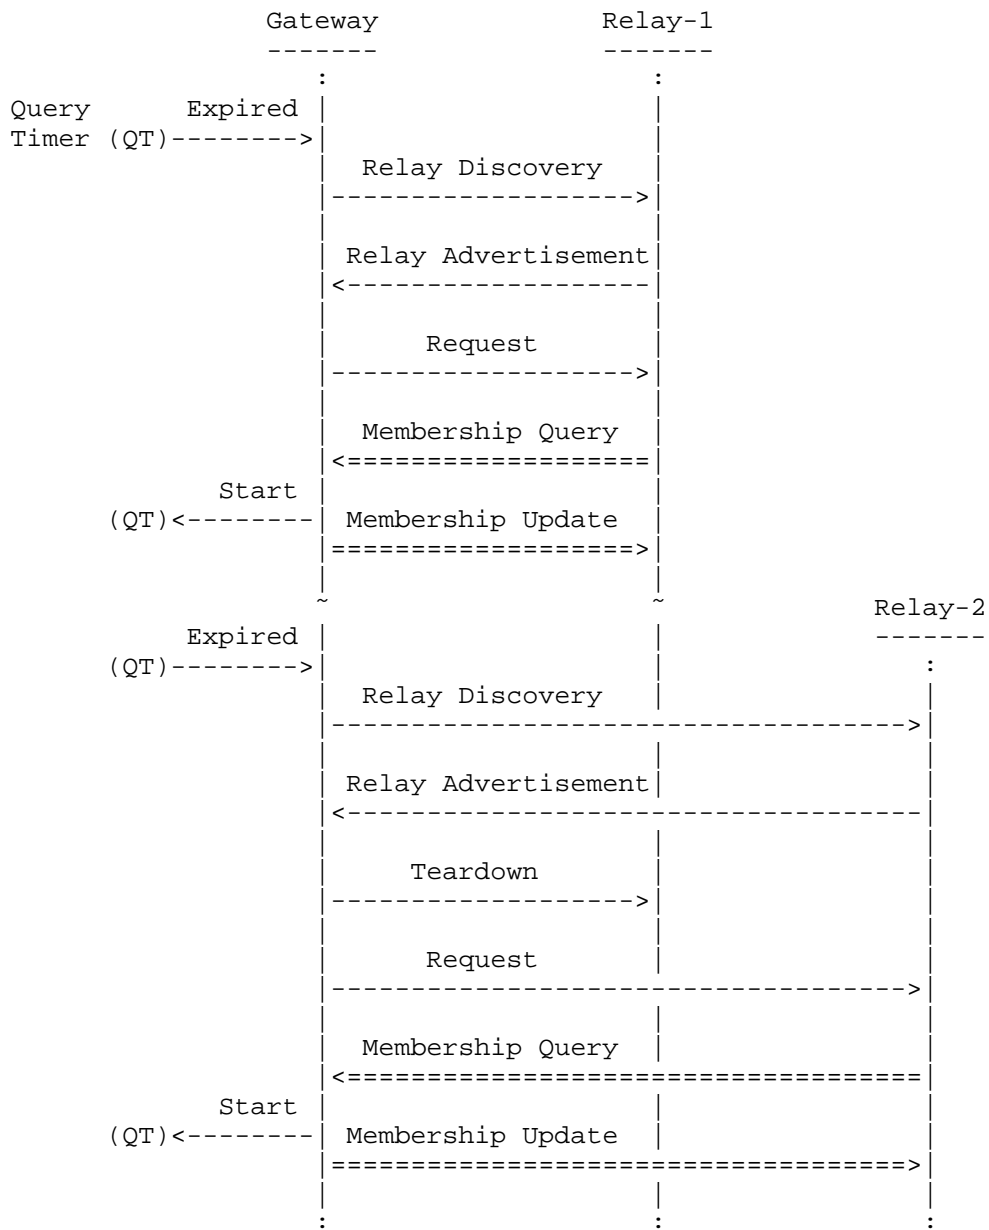 Gateway Relay-1
------- -------
: :
Query Expired | |
Timer (QT)-------->| |
| Relay Discovery |
|------------------->|
| |
| Relay Advertisement|
|<-------------------|
| |
| Request |
|------------------->|
| |
| Membership Query |
|<===================|
Start | |
(QT)<--------| Membership Update |
|===================>|
| |
~ ~ Relay-2
Expired | | -------
(QT)-------->| | :
| Relay Discovery | |
|------------------------------------>|
| | |
| Relay Advertisement| |
|<------------------------------------|
| | |
| Teardown | |
|------------------->| |
| | |
| Request | |
|------------------------------------>|
| | |
| Membership Query | |
|<====================================|
Start | | |
(QT)<--------| Membership Update | |
|====================================>|
| | |
: : :